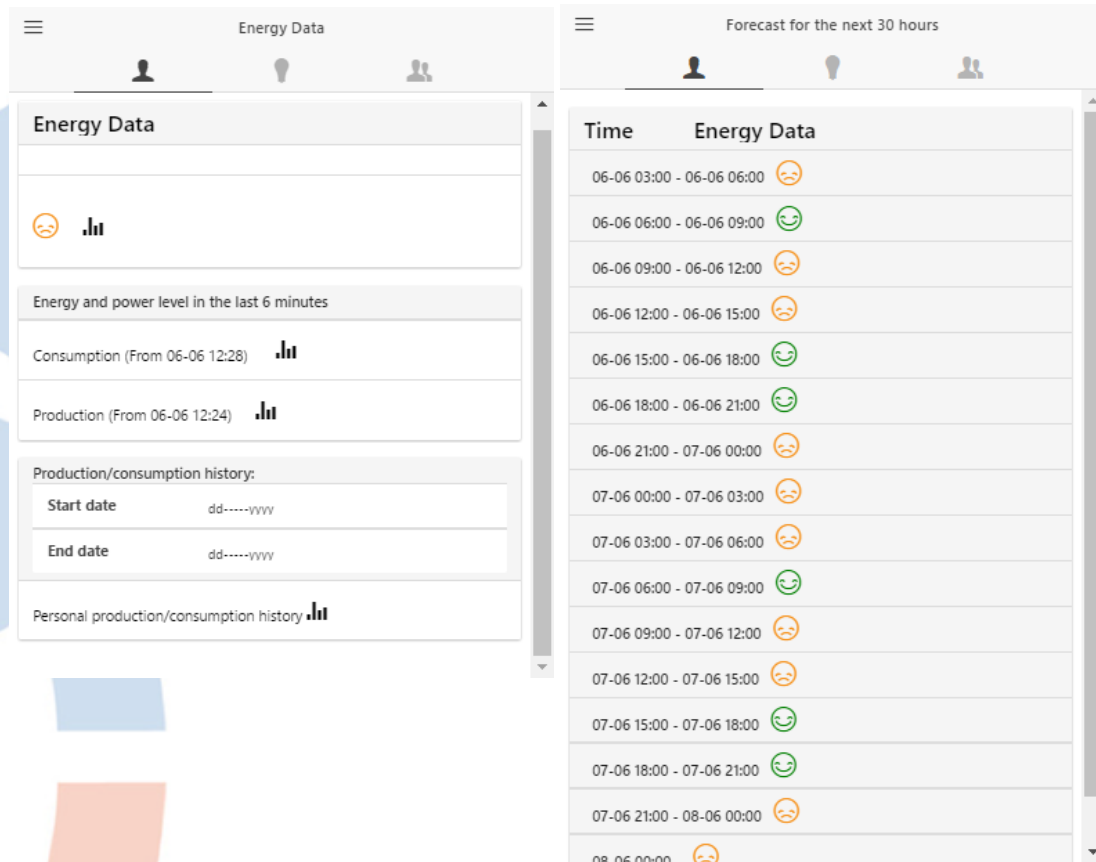 Energy Data
Energy Data
Energy and power level in the last 6 minutes
Consumption (From 06-06 12:28)
Production (From 06-06 12:24)
Production/consumption history:
Start date dd-----yyyy
End date dd-----yyyy
Personal production/consumption history
Forecast for the next 30 hours
Time Energy Data
06-06 03:00 - 06-06 06:00
06-06 06:00 - 06-06 09:00
06-06 09:00 - 06-06 12:00
06-06 12:00 - 06-06 15:00
06-06 15:00 - 06-06 18:00
06-06 18:00 - 06-06 21:00
06-06 21:00 - 07-06 00:00
07-06 00:00 - 07-06 03:00
07-06 03:00 - 07-06 06:00
07-06 06:00 - 07-06 09:00
07-06 09:00 - 07-06 12:00
07-06 12:00 - 07-06 15:00
07-06 15:00 - 07-06 18:00
07-06 18:00 - 07-06 21:00
07-06 21:00 - 08-06 00:00
08-06 00:00